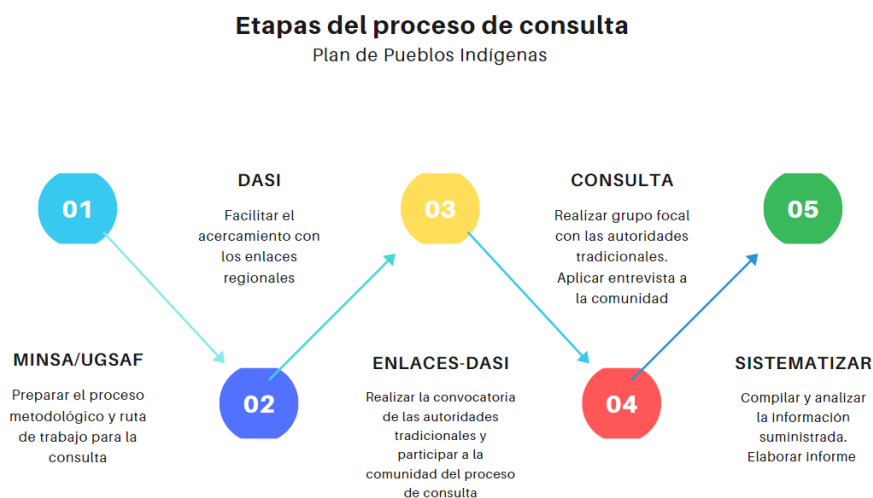 Etapas del proceso de consulta
Plan de Pueblos Indígenas
01
MINSA/UGSAF
Preparar el proceso
metodológico y ruta
de trabajo para la
consulta
DASI
Facilitar el
acercamiento con
los enlaces
regionales
02
03
ENLACES-DASI
Realizar la convocatoria
de las autoridades
tradicionales y
participar a la
comunidad del proceso
de consulta
CONSULTA
Realizar grupo focal
con las autoridades
tradicionales.
Aplicar entrevista a
la comunidad
04
05
SISTEMATIZAR
Compilar y analizar
la información
suministrada.
Elaborar informe